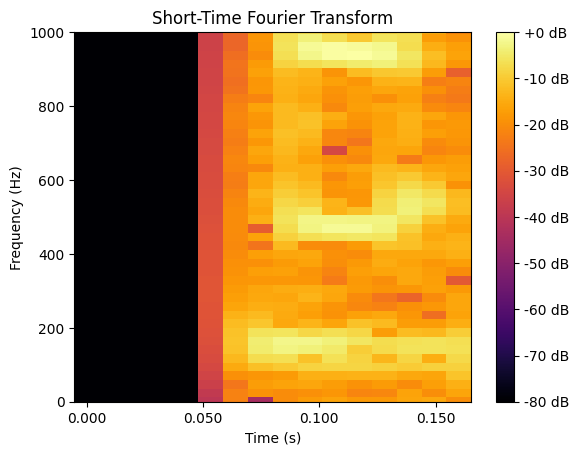 Short-Time Fourier Transform
1000
800
600
400
200
0
Frequency (Hz)
0.000
0.050
0.100
0.150
Time (s)
+0 dB
-10 dB
-20 dB
-30 dB
-40 dB
-50 dB
-60 dB
-70 dB
-80 dB